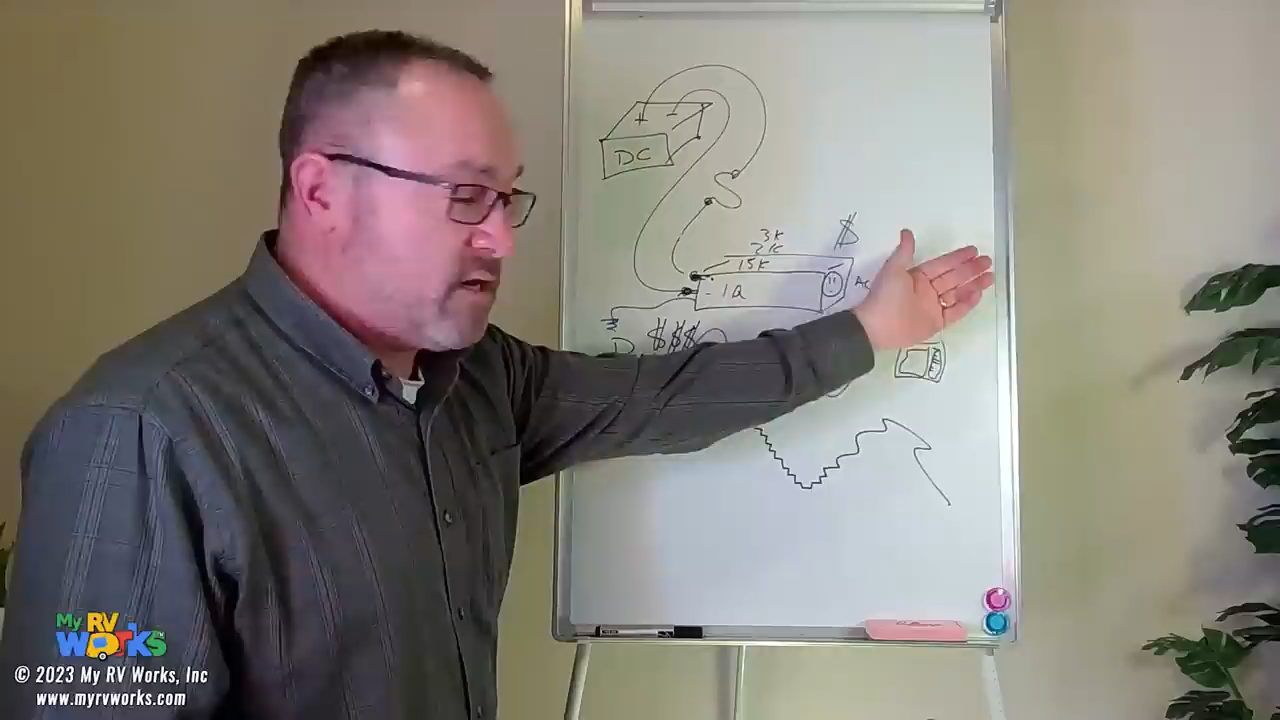 DC
3K
2K
15K
$
- 1a
AC
D $$$
My RV
WORKS
© 2023 My RV Works, Inc
www.myrvworks.com